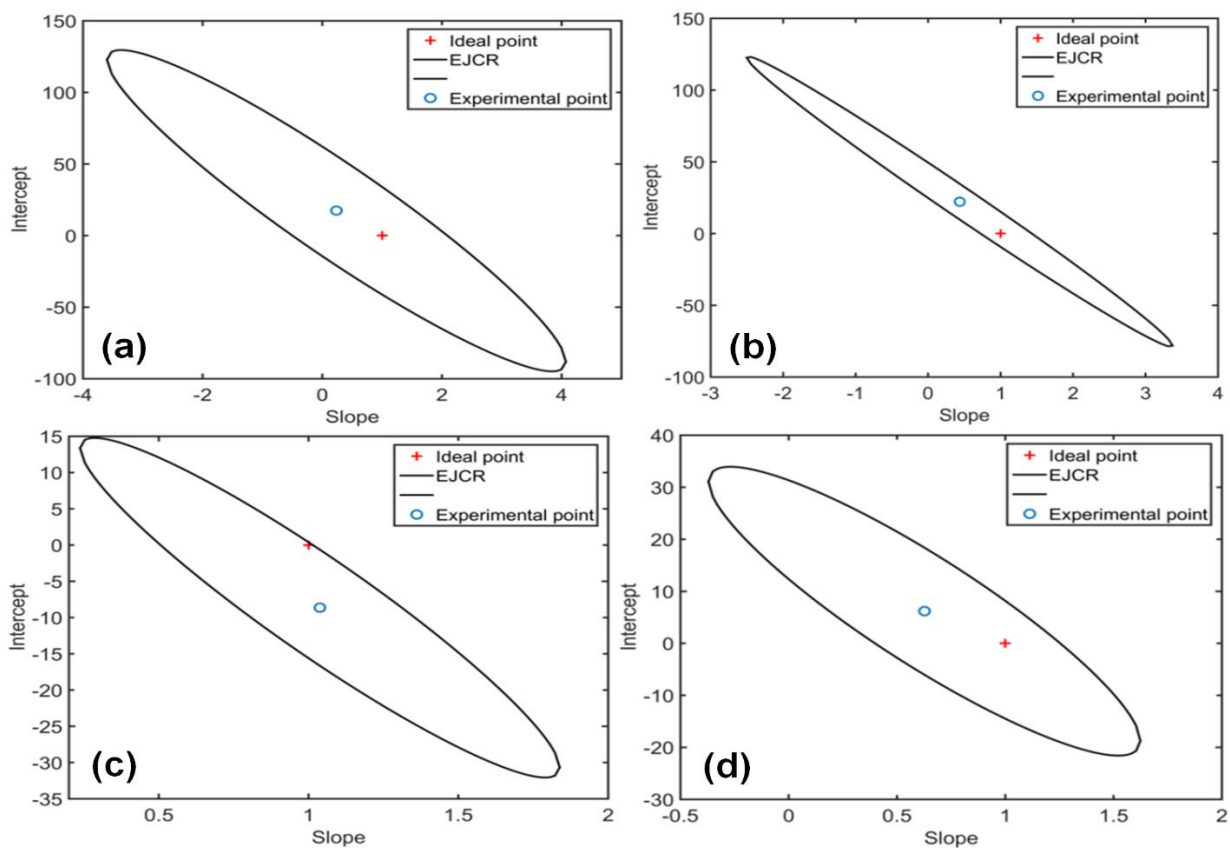 150
100
50
0
-50
-100
Intercept
-4
-2
0
2
4
Slope
Ideal point
EJCR
Experimental point
(a)
150
100
50
0
-50
-100
Intercept
-3
-2
-1
0
1
2
3
4
Slope
Ideal point
EJCR
Experimental point
(b)
15
10
5
0
-5
-10
-15
-20
-25
-30
-35
Intercept
0.5
1
1.5
2
Slope
Ideal point
EJCR
Experimental point
(c)
40
30
20
10
0
-10
-20
-30
Intercept
-0.5
0
0.5
1
1.5
2
Slope
Ideal point
EJCR
Experimental point
(d)